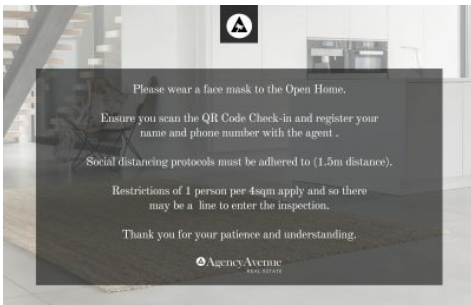 Please wear a face mask to the Open Home.
Ensure you scan the QR Code Check-in and register your
name and phone number with the agent .
Social distancing protocols must be adhered to (1.5m distance).
Restrictions of 1 person per 4sqm apply and so there
may be a line to enter the inspection.
Thank you for your patience and understanding.
AgencyAvenue
REAL ESTATE